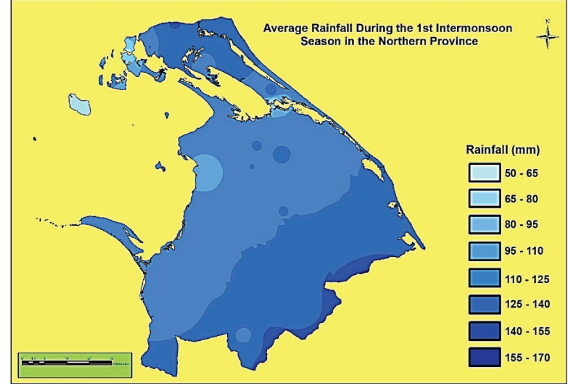 Average Rainfall During the 1st Intermonsoon
Season in the Northern Province
N
Rainfall (mm)
50 - 65
65 - 80
80 - 95
95 - 110
110 - 125
125 - 140
140 - 155
155 - 170